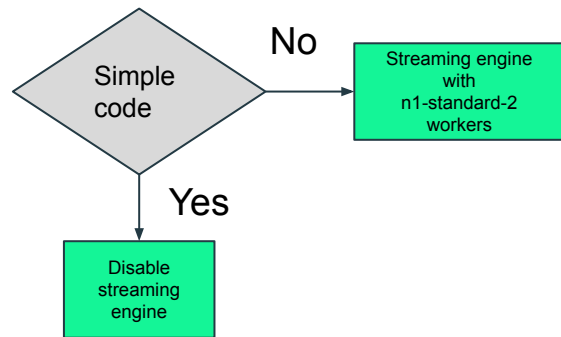 No
Simple
code
Streaming engine
with
n1-standard-2
workers
Yes
Disable
streaming
engine